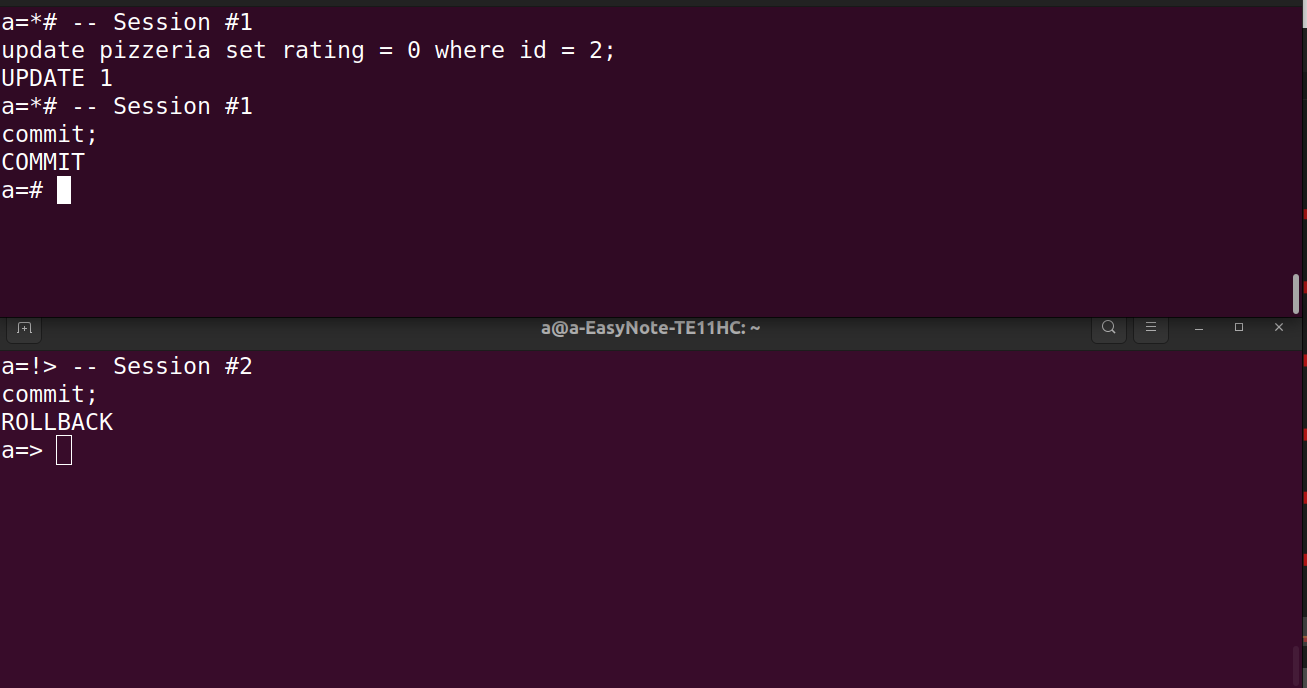 a=*# -- Session #1
update pizzeria set rating = 0 where id = 2;
UPDATE 1
a=*# -- Session #1
commit;
COMMIT
a=#
a@a-EasyNote-TE11HC: ~
a=!> -- Session #2
commit;
ROLLBACK
a=>